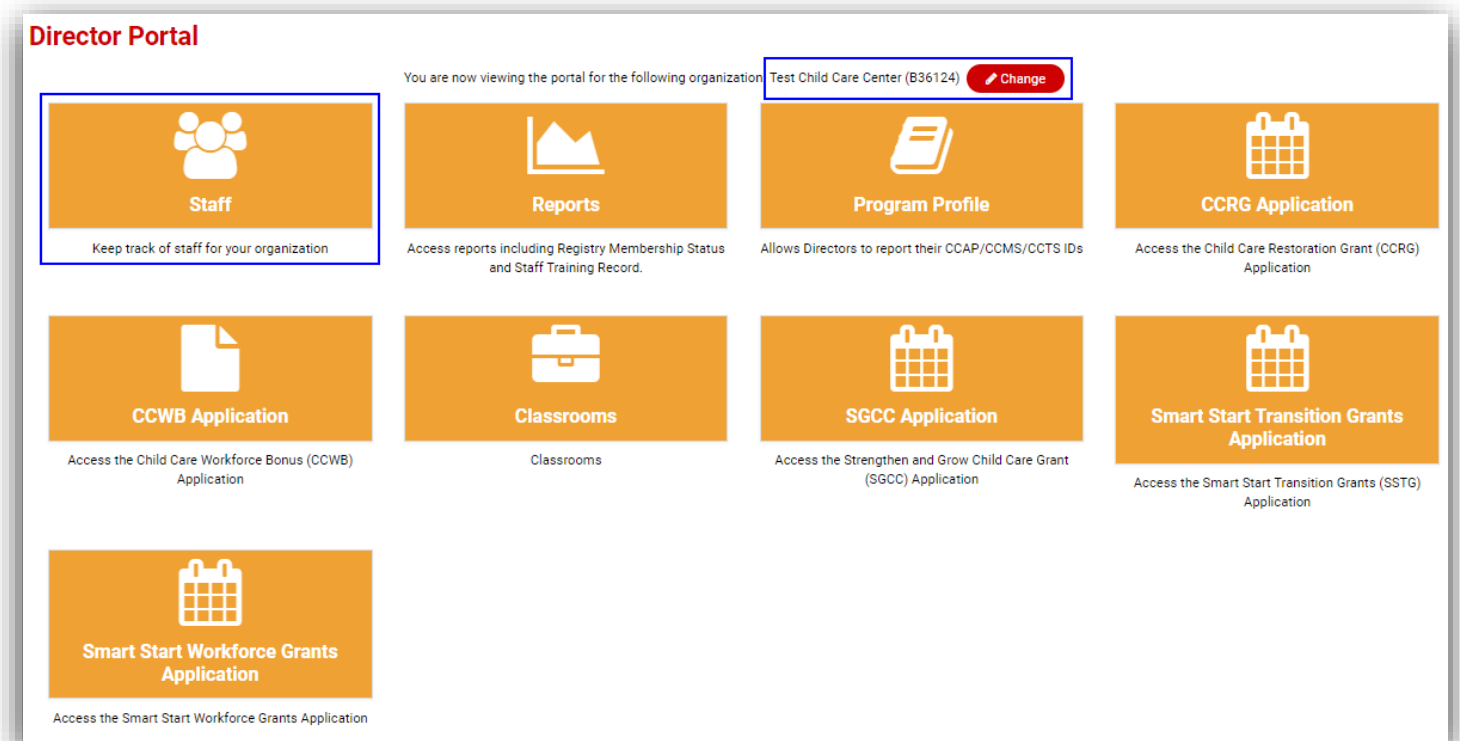 Director Portal
You are now viewing the portal for the following organization: Test Child Care Center (B36124) Change
Staff
Keep track of staff for your organization
Reports
Access reports including Registry Membership Status
and Staff Training Record.
Program Profile
Allows Directors to report their CCAP/CCMS/CCTS IDs
CCRG Application
Access the Child Care Restoration Grant (CCRG)
Application
CCWB Application
Access the Child Care Workforce Bonus (CCWB)
Application
Classrooms
Classrooms
SGCC Application
Access the Strengthen and Grow Child Care Grant
(SGCC) Application
Smart Start Transition Grants
Application
Access the Smart Start Transition Grants (SSTG)
Application
Smart Start Workforce Grants
Application
Access the Smart Start Workforce Grants Application